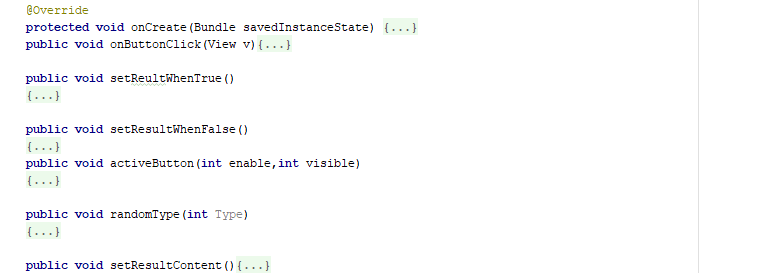 @Override
protected void onCreate(Bundle savedInstanceState) {...}
public void onButtonClick(View v){...}
public void setReultWhenTrue()
{...}
public void setResultWhenFalse()
{...}
public void activeButton(int enable,int visible)
{...}
public void randomType(int Type)
{...}
public void setResultContent(){...}